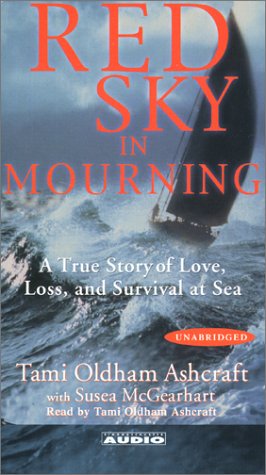 RED
SKY
IN
MOURNING
A True Story of Love,
Loss, and Survival at Sea
UNABRIDGED
Tami Oldham Ashcraft
with Susea McGearhart
Read by Tami Oldham Ashcraft
AUDIO